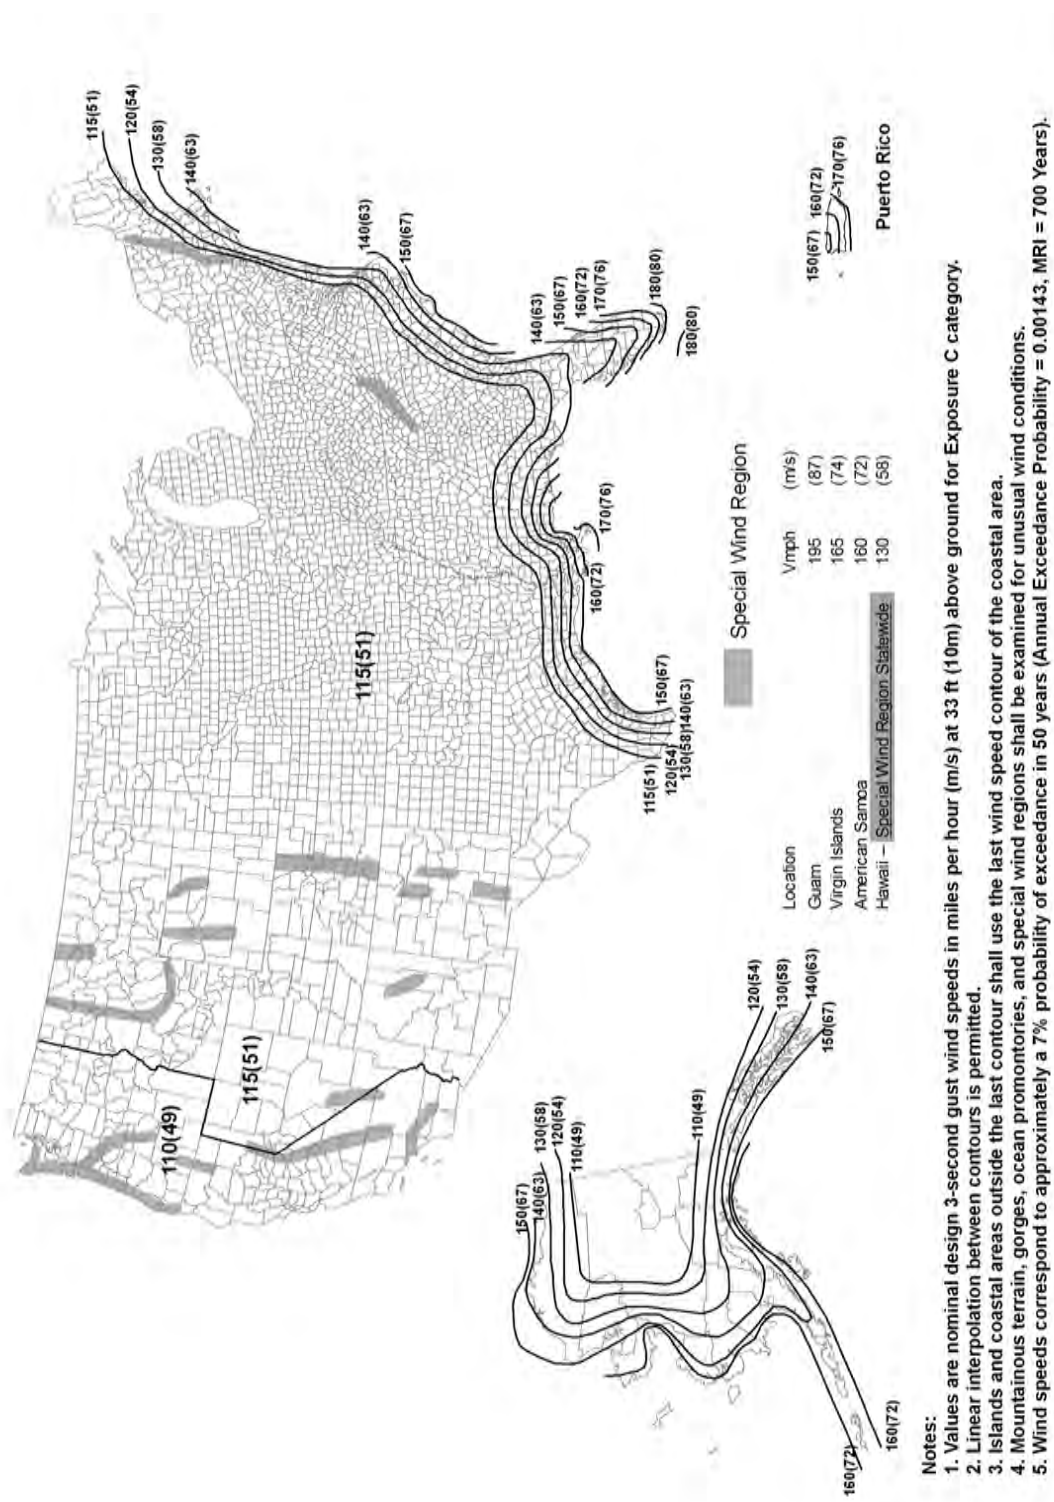 115(51)
120(54)
130(58)
140(63)
110(49)
115(51)
115(51)
140(63)
150(67)
140(63)
150(67)
160(72)
170(76)
180(80)
180(80)
160(72)
170(76)
115(51)
120(54)
130(58)
140(63)
150(67)
150(67)
140(63)
130(58)
120(54)
110(49)
110(49)
120(54)
130(58)
140(63)
150(67)
160(72)
160(72)
Special Wind Region
Location Vmph (m/s)
Guam 195 (87)
Virgin Islands 165 (74)
American Samoa 160 (72)
Hawaii – Special Wind Region Statewide 130 (58)
150(67) 160(72)
170(76)
Puerto Rico
Notes:
1. Values are nominal design 3-second gust wind speeds in miles per hour (m/s) at 33 ft (10m) above ground for Exposure C category.
2. Linear interpolation between contours is permitted.
3. Islands and coastal areas outside the last contour shall use the last wind speed contour of the coastal area.
4. Mountainous terrain, gorges, ocean promontories, and special wind regions shall be examined for unusual wind conditions.
5. Wind speeds correspond to approximately a 7% probability of exceedance in 50 years (Annual Exceedance Probability = 0.00143, MRI = 700 Years).